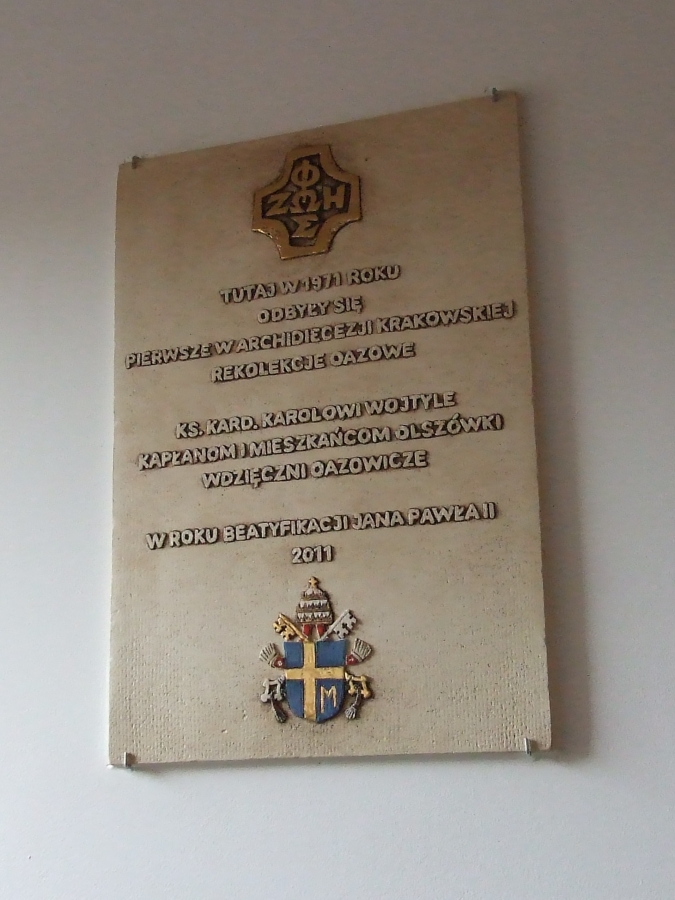 Φ
ΖΩΗ
Σ
TUTAJ W 1971 ROKU
ODBYŁY SIĘ
PIERWSZE W ARCHIDIECEZJI KRAKOWSKIEJ
REKOLEKCJE OAZOWE
KS. KARD. KAROLOWI WOJTYLE
KAPŁANOM I MIESZKAŃCOM OLSZÓWKI
WDZIĘCZNI OAZOWICZE
W ROKU BEATYFIKACJI JANA PAWŁA II
2011
M